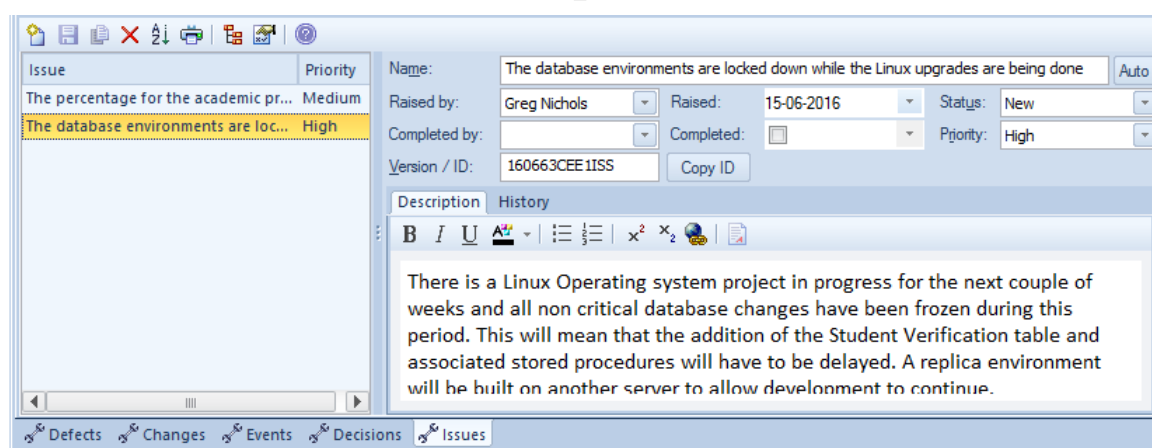 Issue Priority
The percentage for the academic pr... Medium
The database environments are loc... High
Name: The database environments are locked down while the Linux upgrades are being done Auto
Raised by: Greg Nichols Raised: 15-06-2016 Status: New
Completed by: Completed: Priority: High
Version / ID: 160663CEE1ISS Copy ID
Description History
B I U A x² x₂
There is a Linux Operating system project in progress for the next couple of
weeks and all non critical database changes have been frozen during this
period. This will mean that the addition of the Student Verification table and
associated stored procedures will have to be delayed. A replica environment
will be built on another server to allow development to continue.
Defects Changes Events Decisions Issues